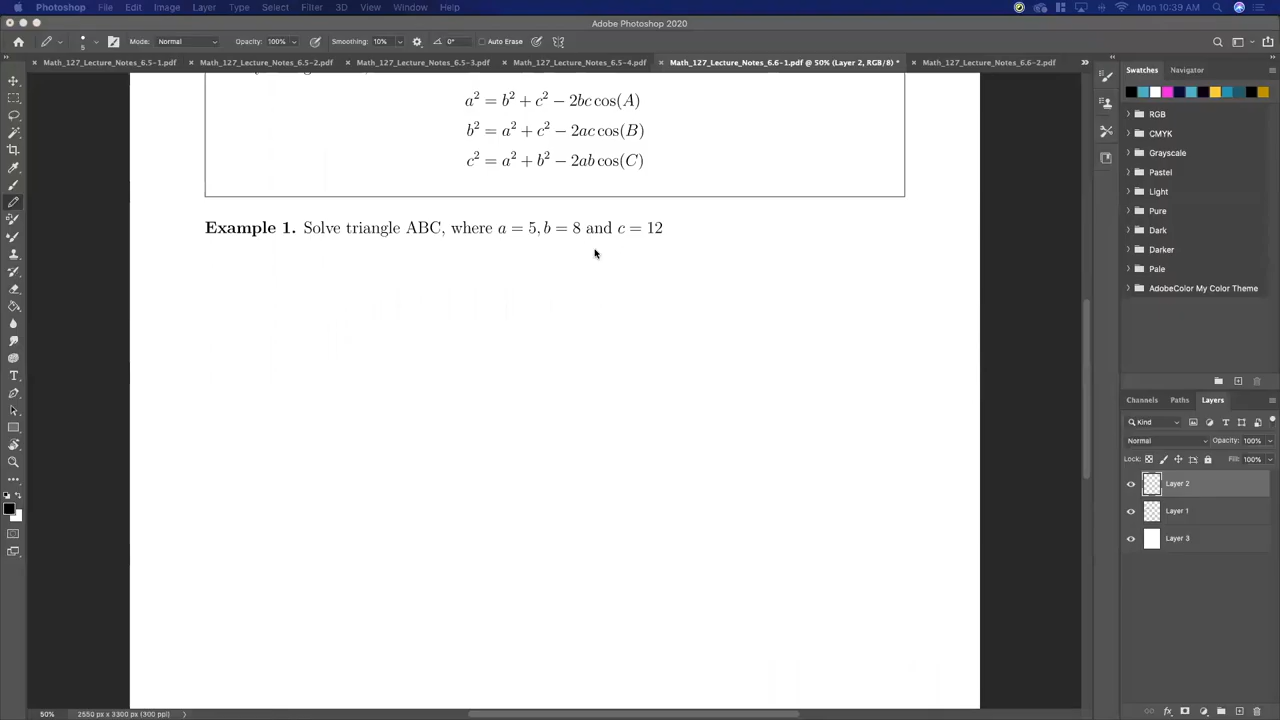 Photoshop File Edit Image Layer Type Select Filter 3D View Window Help Mon 10:39 AM
Adobe Photoshop 2020
5 Mode: Normal Opacity: 100% Smoothing: 10% 0° Auto Erase
Math_127_Lecture_Notes_6.5-1.pdf Math_127_Lecture_Notes_6.5-2.pdf Math_127_Lecture_Notes_6.5-3.pdf Math_127_Lecture_Notes_6.5-4.pdf Math_127_Lecture_Notes_6.6-1.pdf @ 50% (Layer 2, RGB/8) * Math_127_Lecture_Notes_6.6-2.pdf
a² = b² + c² − 2bc cos(A)
b² = a² + c² − 2ac cos(B)
c² = a² + b² − 2ab cos(C)
Example 1. Solve triangle ABC, where a = 5, b = 8 and c = 12
Swatches Navigator
RGB
CMYK
Grayscale
Pastel
Light
Pure
Dark
Darker
Pale
AdobeColor My Color Theme
Channels Paths Layers
Kind
Normal Opacity: 100%
Lock: Fill: 100%
Layer 2
Layer 1
Layer 3
50% 2550 px x 3300 px (300 ppi)